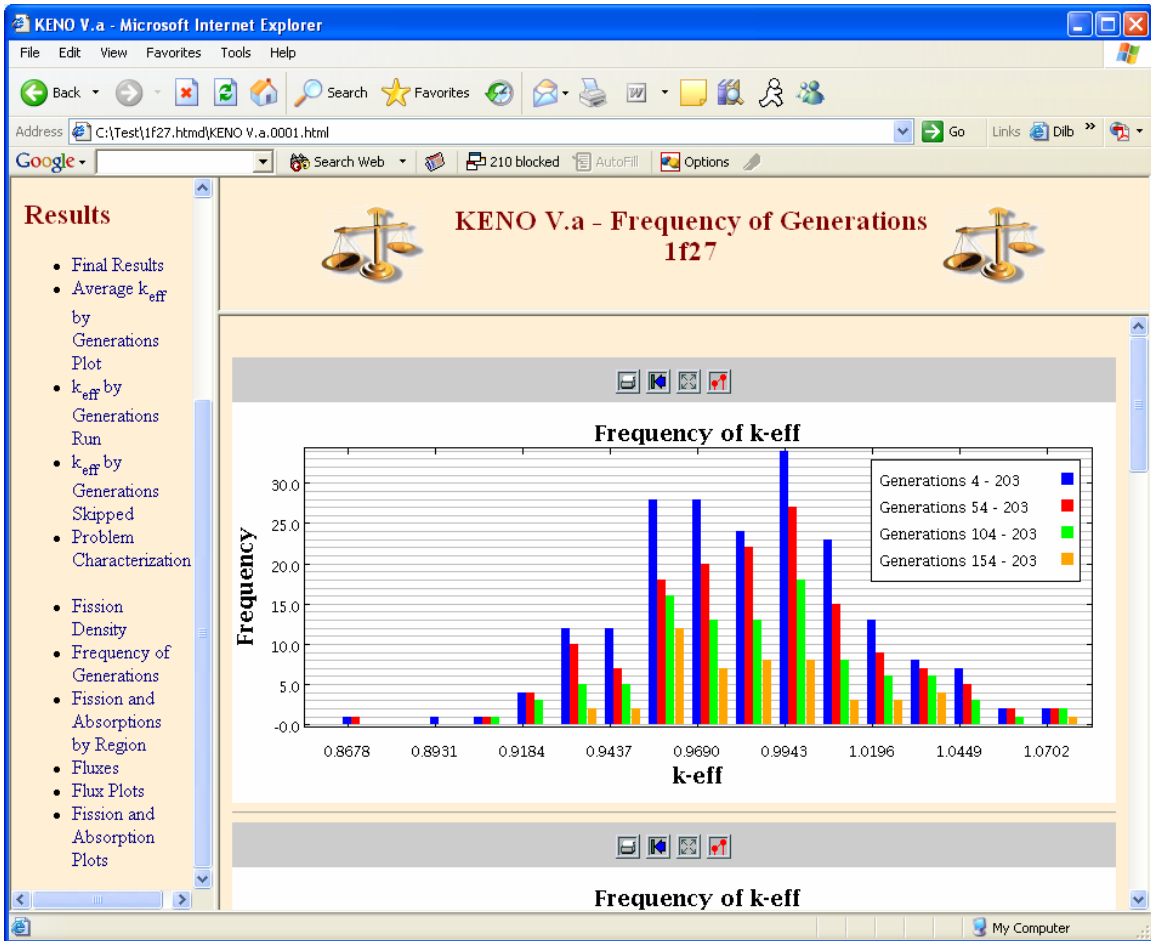 KENO V.a - Microsoft Internet Explorer
File Edit View Favorites Tools Help
Back Search Favorites
Address C:\Test\1f27.htmd\KENO V.a.0001.html Go Links Dilb »
Google Search Web 210 blocked AutoFill Options
Results
Final Results
Average k_eff
by
Generations
Plot
k_eff by
Generations
Run
k_eff by
Generations
Skipped
Problem
Characterization
Fission
Density
Frequency of
Generations
Fission and
Absorptions
by Region
Fluxes
Flux Plots
Fission and
Absorption
Plots
KENO V.a - Frequency of Generations
1f27
Frequency of k-eff
Frequency
30.0
25.0
20.0
15.0
10.0
5.0
-0.0
Generations 4 - 203
Generations 54 - 203
Generations 104 - 203
Generations 154 - 203
0.8678 0.8931 0.9184 0.9437 0.9690 0.9943 1.0196 1.0449 1.0702
k-eff
Frequency of k-eff
My Computer